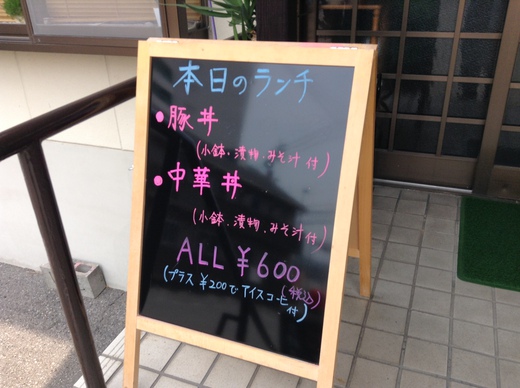 本日のランチ
●豚丼
(小鉢、漬物、みそ汁付)
●中華丼
(小鉢、漬物、みそ汁付)
ALL ¥600
(税込)
(プラス ¥200でアイスコーヒー付)